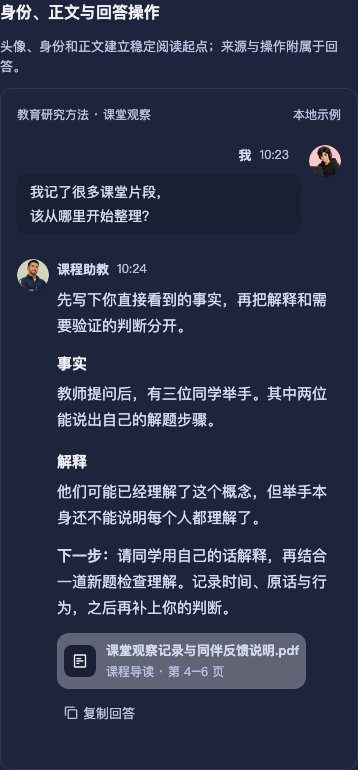 身份、正文与回答操作
头像、身份和正文建立稳定阅读起点；来源与操作附属于回
答。
教育研究方法 · 课堂观察
本地示例
我 10:23
我记了很多课堂片段，
该从哪里开始整理？
课程助教 10:24
先写下你直接看到的事实，再把解释和需
要验证的判断分开。
事实
教师提问后，有三位同学举手。其中两位
能说出自己的解题步骤。
解释
他们可能已经理解了这个概念，但举手本
身还不能说明每个人都理解了。
下一步：请同学用自己的话解释，再结合
一道新题检查理解。记录时间、原话与行
为，之后再补上你的判断。
课堂观察记录与同伴反馈说明.pdf
课程导读 · 第 4—6 页
复制回答